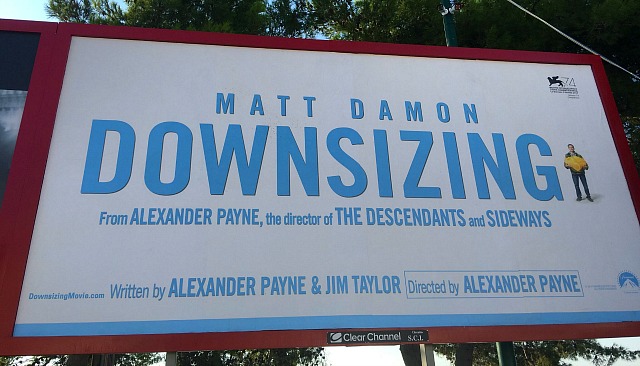 74
MATT DAMON
DOWNSIZING
From ALEXANDER PAYNE, the director of THE DESCENDANTS and SIDEWAYS
DownsizingMovie.com Written by ALEXANDER PAYNE & JIM TAYLOR Directed by ALEXANDER PAYNE
Clear Channel S.C.I.